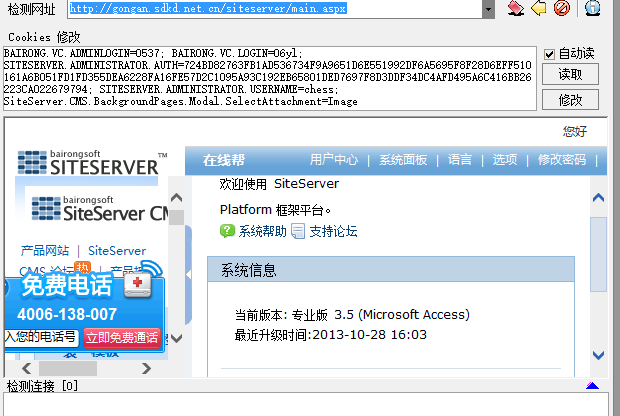 检测网址 http://gongan.sdkd.net.cn/siteserver/main.aspx
Cookies 修改
BAIRONG.VC.ADMINLOGIN=0537; BAIRONG.VC.LOGIN=06yl;
SITESERVER.ADMINISTRATOR.AUTH=724BD82763FB1AD536734F9A9651D6E551992DF6A5695F8F28D6EFF510
161A6B051FD1FD355DEA6228FA16FE57D2C1095A93C192EB65801DED7697F8D3DDF34DC4AFD495A6C416BB26
223CA022679794; SITESERVER.ADMINISTRATOR.USERNAME=chess;
SiteServer.CMS.BackgroundPages.Modal.SelectAttachment=Image
自动读
读取
修改
您好
bairongsoft
SITESERVER™
在线帮
用户中心 | 系统面板 | 语言 | 选项 | 修改密码 |
bairongsoft
SiteServer CM
产品网站 | SiteServer
CMS 论坛 热
欢迎使用 SiteServer
Platform 框架平台。
系统帮助 支持论坛
免费电话
4006-138-007
入您的电话号 立即免费通话
系统信息
当前版本: 专业版 3.5 (Microsoft Access)
最近升级时间:2013-10-28 16:03
检测连接 [0]